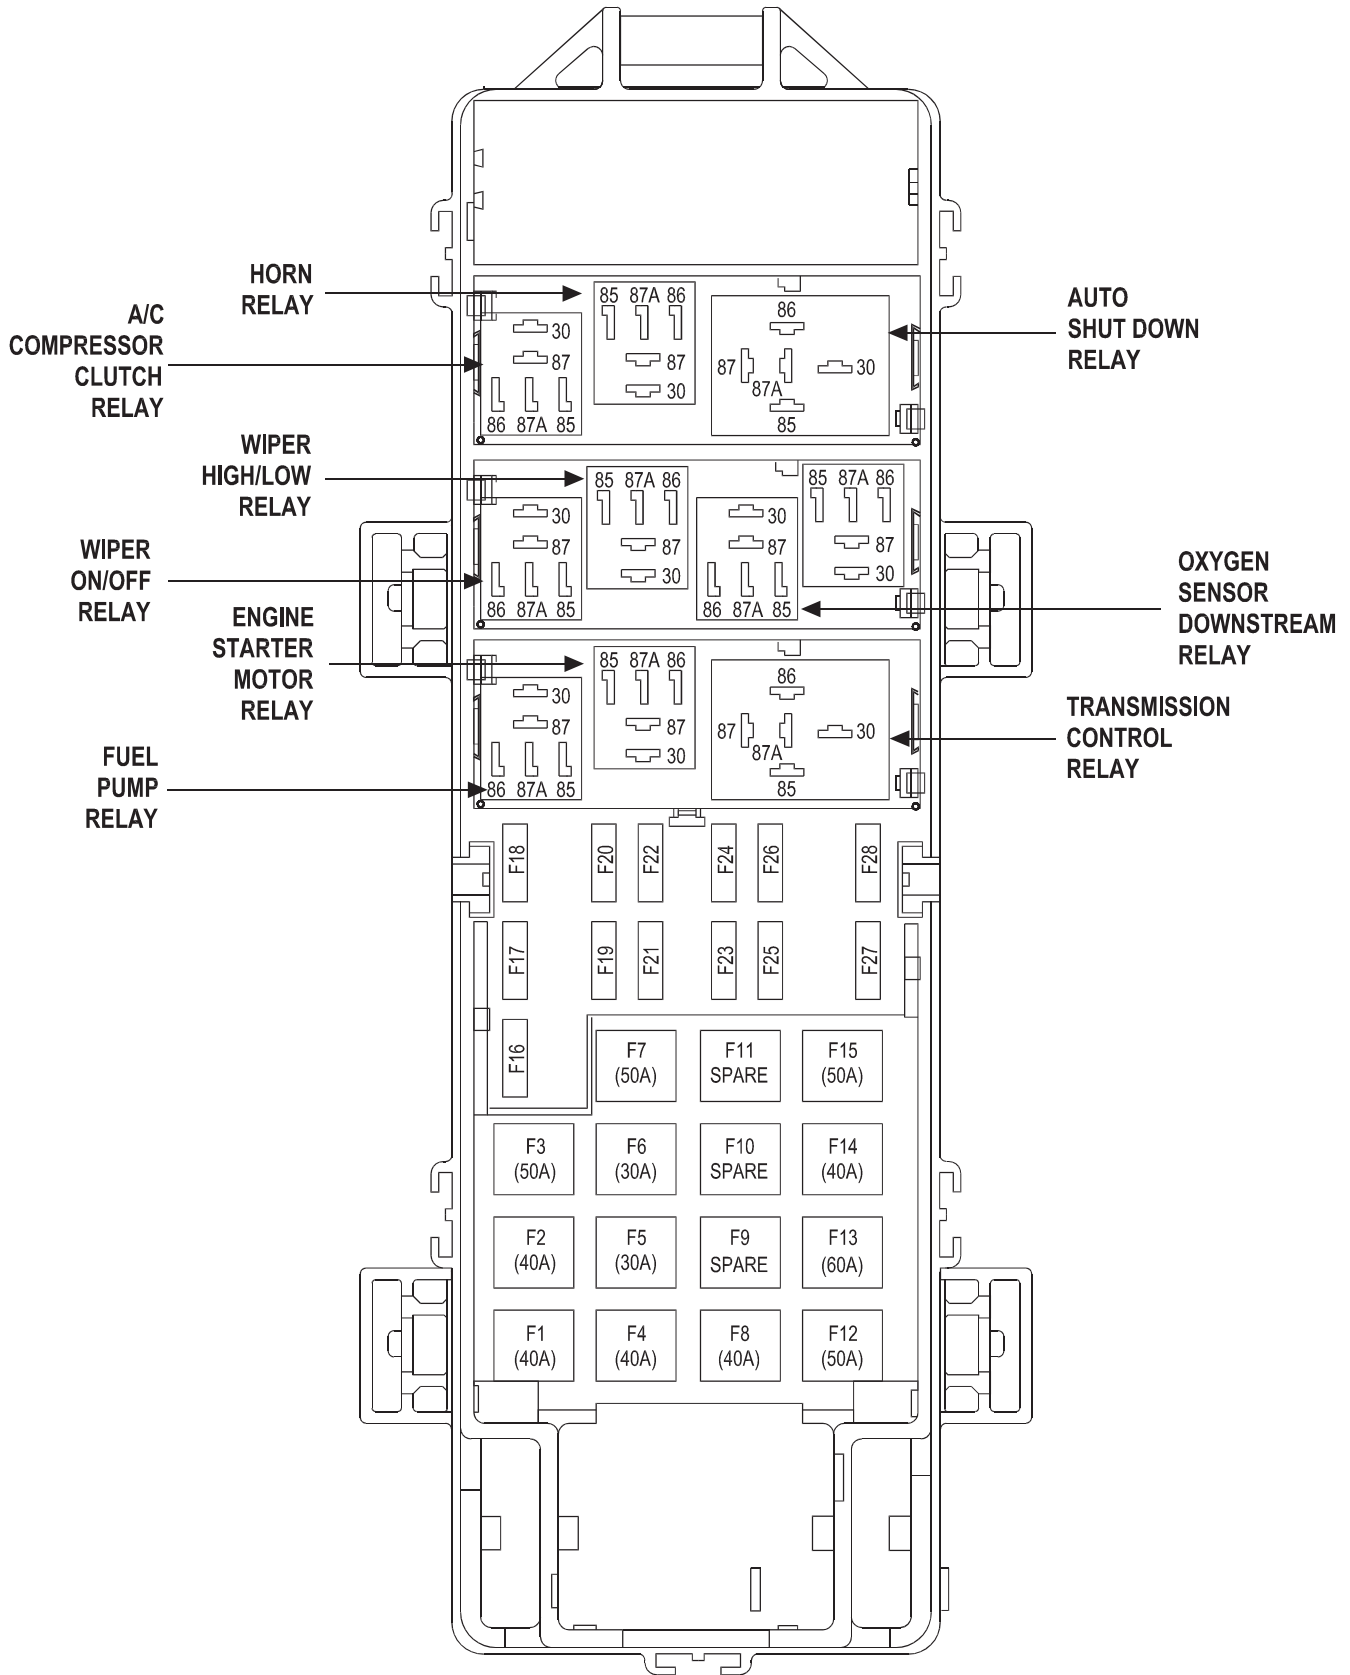 HORN
RELAY
A/C
COMPRESSOR
CLUTCH
RELAY
AUTO
SHUT DOWN
RELAY
85 87A 86
87
30
30
87
86 87A 85
86
87
30
87A
85
WIPER
HIGH/LOW
RELAY
WIPER
ON/OFF
RELAY
OXYGEN
SENSOR
DOWNSTREAM
RELAY
85 87A 86
87
30
30
87
86 87A 85
30
87
86 87A 85
85 87A 86
87
30
ENGINE
STARTER
MOTOR
RELAY
FUEL
PUMP
RELAY
TRANSMISSION
CONTROL
RELAY
85 87A 86
87
30
30
87
86 87A 85
86
87
30
87A
85
F18 F20 F22 F24 F26 F28
F17 F19 F21 F23 F25 F27
F16
F7 F11 F15
(50A) SPARE (50A)
F3 F6 F10 F14
(50A) (30A) SPARE (40A)
F2 F5 F9 F13
(40A) (30A) SPARE (60A)
F1 F4 F8 F12
(40A) (40A) (40A) (50A)